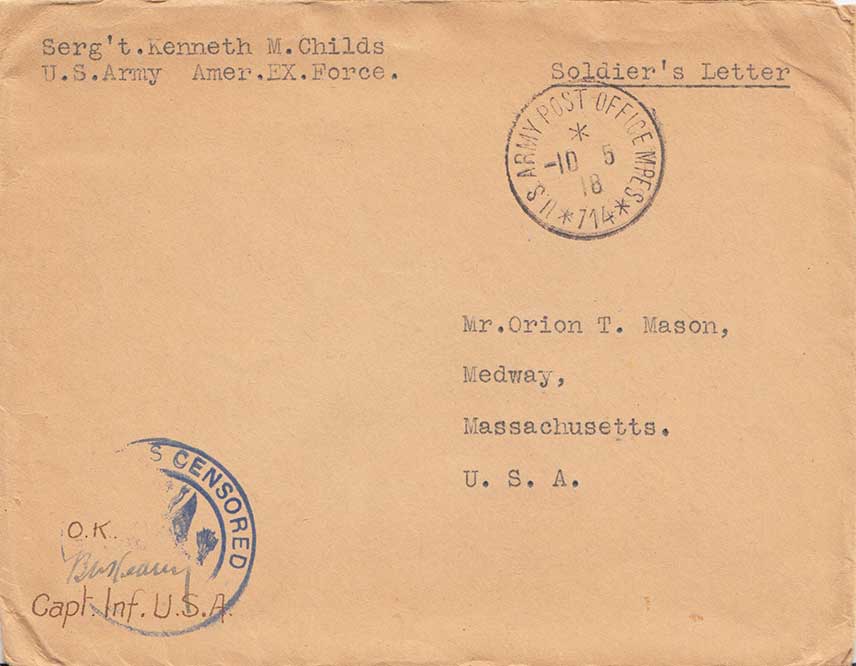 Serg't.Kenneth M.Childs
U.S.Army Amer.EX.Force.
Soldier's Letter
U.S. ARMY POST OFFICE M.P.E.S.
*
-10 5
18
*714*
Mr.Orion T. Mason,
Medway,
Massachusetts.
U. S. A.
S CENSORED
O.K.
Capt. Inf. U.S.A.